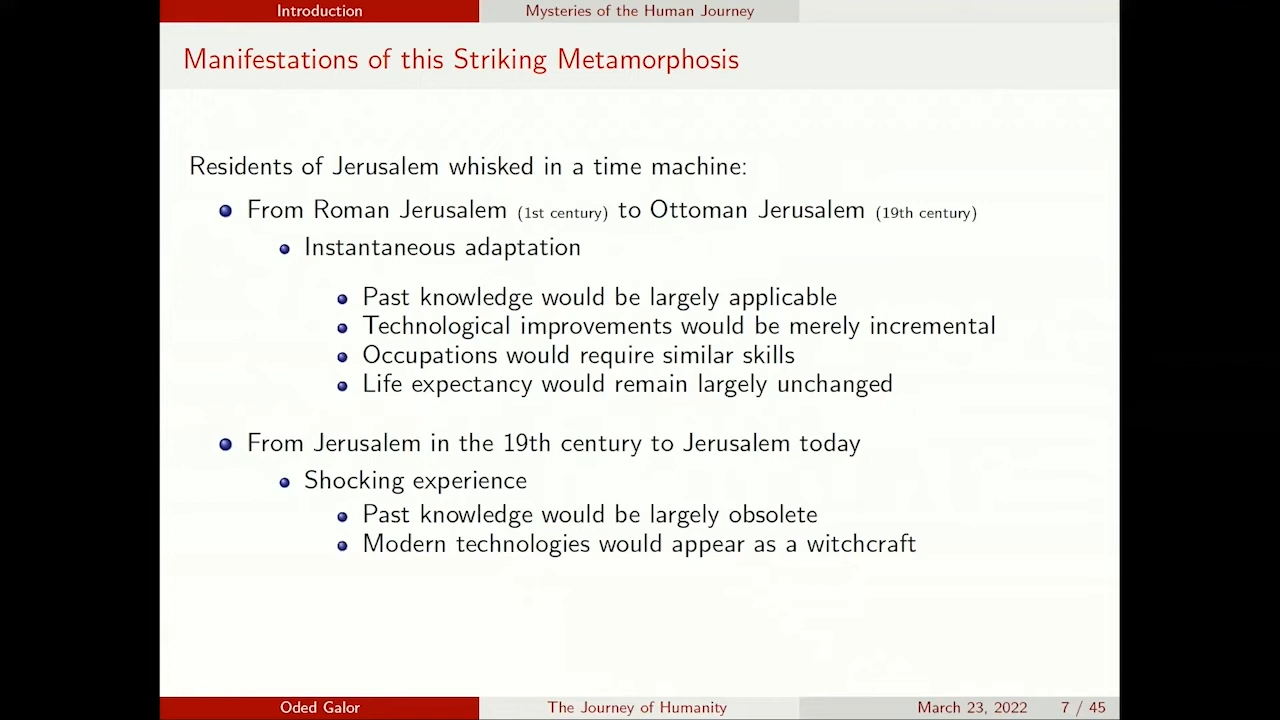 Introduction
Mysteries of the Human Journey
Manifestations of this Striking Metamorphosis
Residents of Jerusalem whisked in a time machine:
From Roman Jerusalem (1st century) to Ottoman Jerusalem (19th century)
Instantaneous adaptation
Past knowledge would be largely applicable
Technological improvements would be merely incremental
Occupations would require similar skills
Life expectancy would remain largely unchanged
From Jerusalem in the 19th century to Jerusalem today
Shocking experience
Past knowledge would be largely obsolete
Modern technologies would appear as a witchcraft
Oded Galor
The Journey of Humanity
March 23, 2022
7 / 45